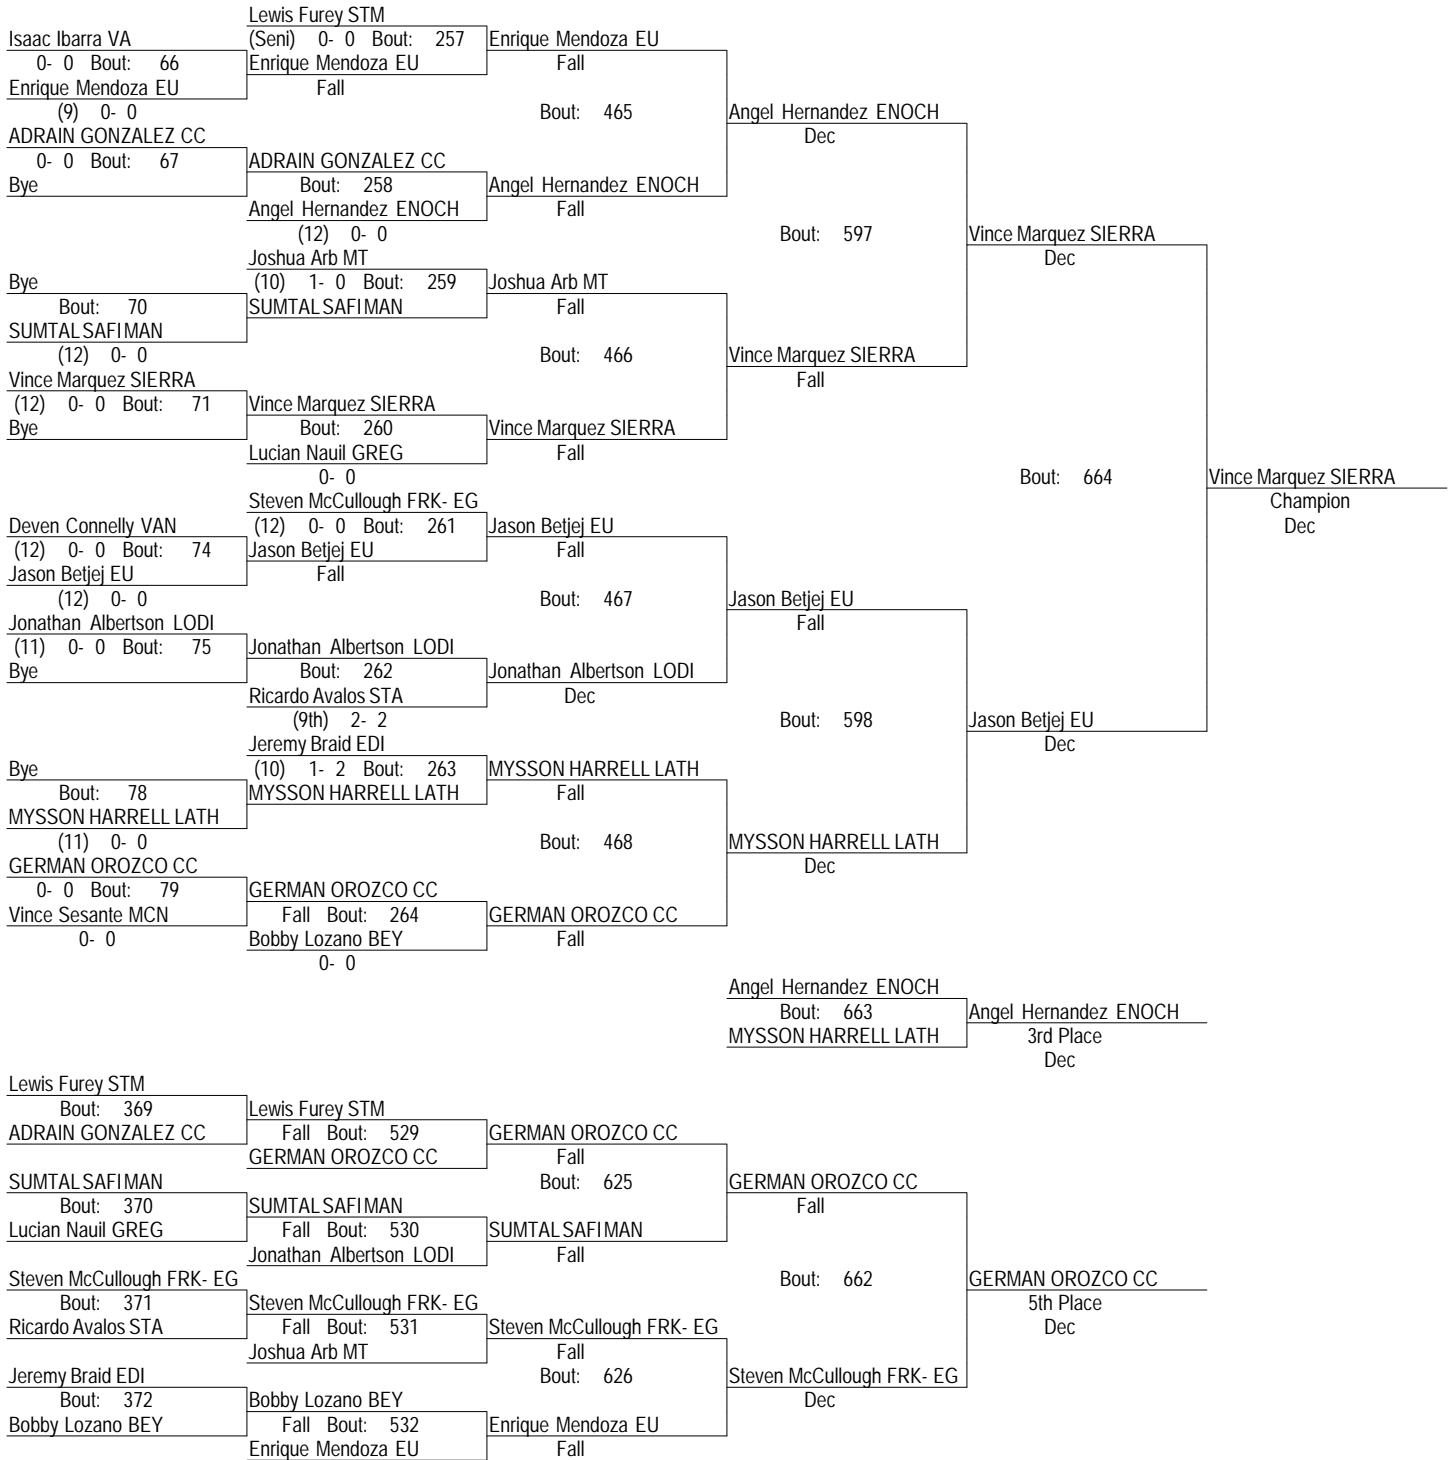 Lewis Furey STM
Isaac Ibarra VA (Seni) 0- 0 Bout: 257 Enrique Mendoza EU
0- 0 Bout: 66 Enrique Mendoza EU Fall
Enrique Mendoza EU Fall
(9) 0- 0 Bout: 465 Angel Hernandez ENOCH
ADRAIN GONZALEZ CC Dec
0- 0 Bout: 67 ADRAIN GONZALEZ CC
Bye Bout: 258 Angel Hernandez ENOCH
Angel Hernandez ENOCH Fall
(12) 0- 0 Bout: 597 Vince Marquez SIERRA
Joshua Arb MT Dec
Bye (10) 1- 0 Bout: 259 Joshua Arb MT
Bout: 70 SUMTAL SAFI MAN Fall
SUMTAL SAFI MAN
(12) 0- 0 Bout: 466 Vince Marquez SIERRA
Vince Marquez SIERRA Fall
(12) 0- 0 Bout: 71 Vince Marquez SIERRA
Bye Bout: 260 Vince Marquez SIERRA
Lucian Nauil GREG Fall
0- 0 Bout: 664 Vince Marquez SIERRA
Steven McCullough FRK- EG Champion
Deven Connelly VAN (12) 0- 0 Bout: 261 Jason Betjej EU Dec
(12) 0- 0 Bout: 74 Jason Betjej EU Fall
Jason Betjej EU Fall
(12) 0- 0 Bout: 467 Jason Betjej EU
Jonathan Albertson LODI Fall
(11) 0- 0 Bout: 75 Jonathan Albertson LODI
Bye Bout: 262 Jonathan Albertson LODI
Ricardo Avalos STA Dec
(9th) 2- 2 Bout: 598 Jason Betjej EU
Jeremy Braid EDI Dec
Bye (10) 1- 2 Bout: 263 MYSSON HARRELL LATH
Bout: 78 MYSSON HARRELL LATH Fall
MYSSON HARRELL LATH
(11) 0- 0 Bout: 468 MYSSON HARRELL LATH
GERMAN OROZCO CC Dec
0- 0 Bout: 79 GERMAN OROZCO CC
Vince Sesante MCN Fall Bout: 264 GERMAN OROZCO CC
0- 0 Bobby Lozano BEY Fall
0- 0
Angel Hernandez ENOCH
Bout: 663 Angel Hernandez ENOCH
MYSSON HARRELL LATH 3rd Place
Dec
Lewis Furey STM
Bout: 369 Lewis Furey STM
ADRAIN GONZALEZ CC Fall Bout: 529 GERMAN OROZCO CC
GERMAN OROZCO CC Fall
SUMTAL SAFI MAN Bout: 625 GERMAN OROZCO CC
Bout: 370 SUMTAL SAFI MAN Fall
Lucian Nauil GREG Fall Bout: 530 SUMTAL SAFI MAN
Jonathan Albertson LODI Fall
Steven McCullough FRK- EG Bout: 662 GERMAN OROZCO CC
Bout: 371 Steven McCullough FRK- EG 5th Place
Ricardo Avalos STA Fall Bout: 531 Steven McCullough FRK- EG Dec
Joshua Arb MT Fall
Jeremy Braid EDI Bout: 626 Steven McCullough FRK- EG
Bout: 372 Bobby Lozano BEY Dec
Bobby Lozano BEY Fall Bout: 532 Enrique Mendoza EU
Enrique Mendoza EU Fall